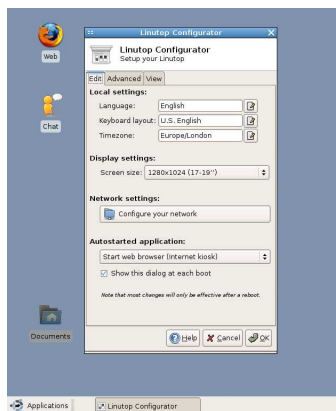 Linutop Configurator
Linutop Configurator
Setup your Linutop
Web
Edit Advanced View
Local settings:
Language: English
Keyboard layout: U.S. English
Timezone: Europe/London
Chat
Display settings:
Screen size: 1280x1024 (17-19'')
Network settings:
Configure your network
Autostarted application:
Start web browser (Internet kiosk)
Show this dialog at each boot
Note that most changes will only be effective after a reboot.
Documents
Help Cancel OK
Applications Linutop Configurator